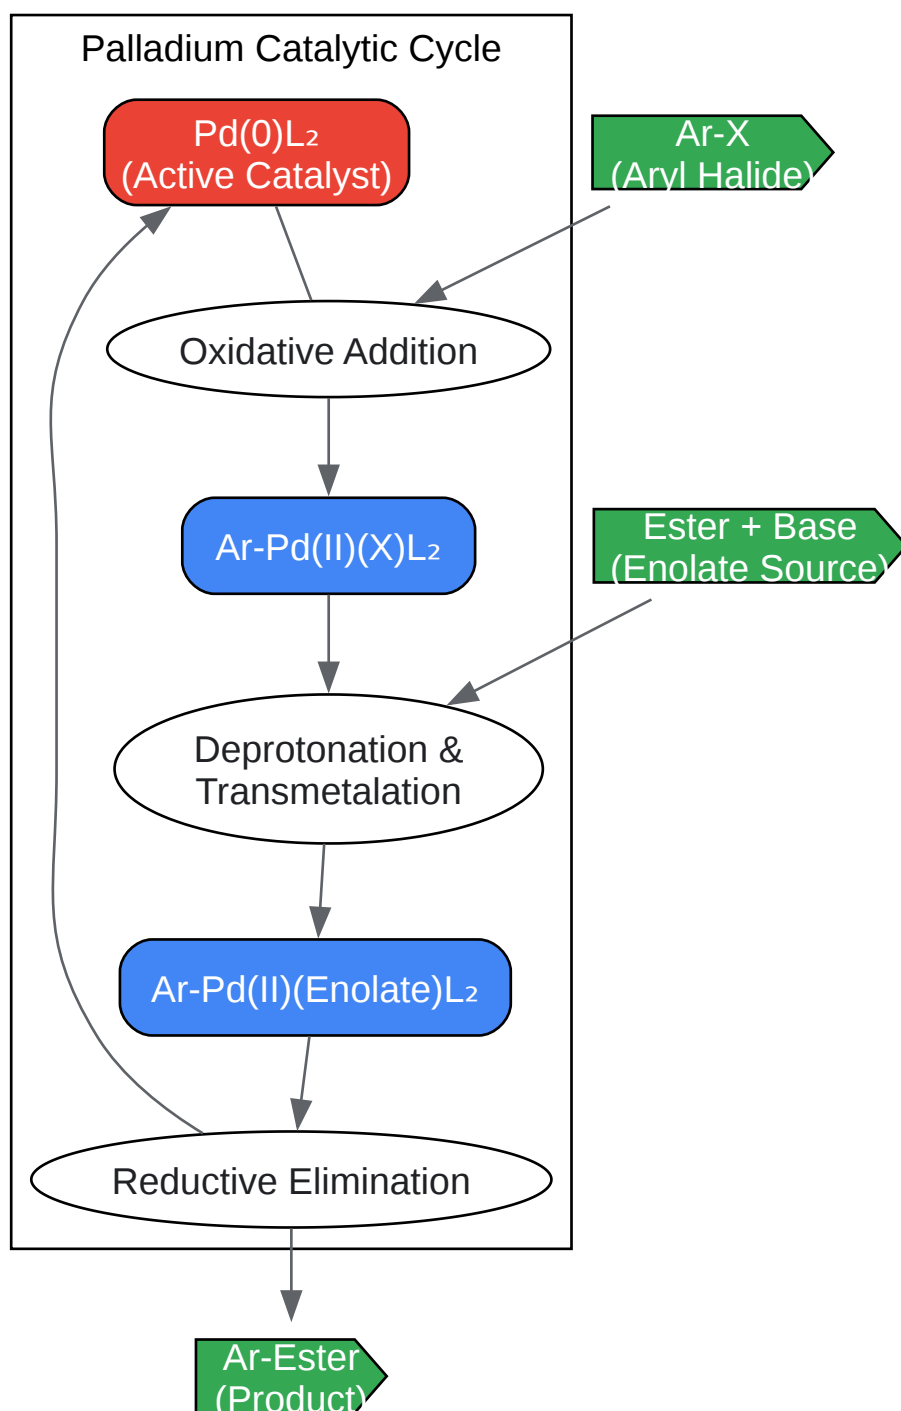 Palladium Catalytic Cycle
Pd(0)L₂
(Active Catalyst)
Ar-X
(Aryl Halide)
Oxidative Addition
Ar-Pd(II)(X)L₂
Ester + Base
(Enolate Source)
Deprotonation &
Transmetalation
Ar-Pd(II)(Enolate)L₂
Reductive Elimination
Ar-Ester
(Product)